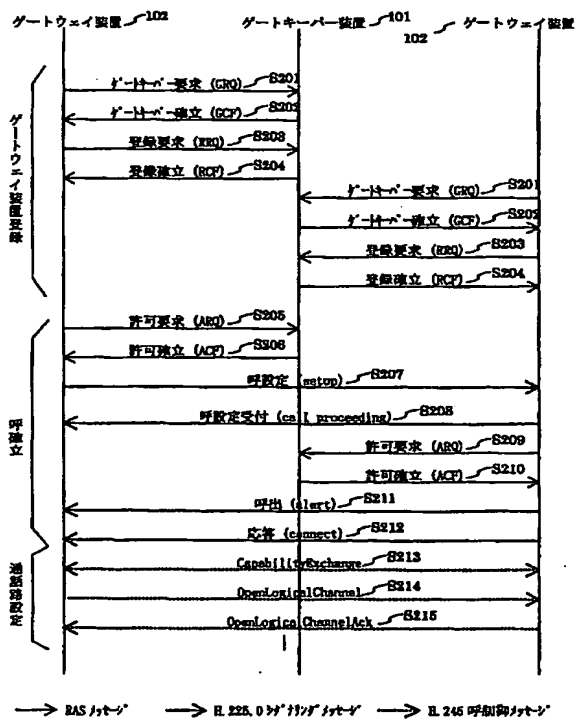 ゲートウェイ装置 102
ゲートキーパー装置 101
102 ゲートウェイ装置
ゲートウェイ装置登録
ゲートキーパー要求 (GRQ) S201
ゲートキーパー確立 (GCF) S202
登録要求 (RRQ) S203
登録確立 (RCF) S204
ゲートキーパー要求 (GRQ) S201
ゲートキーパー確立 (GCF) S202
登録要求 (RRQ) S203
登録確立 (RCF) S204
呼確立
許可要求 (ARQ) S205
許可確立 (ACF) S206
呼設定 (setup) S207
呼設定受付 (call proceeding) S208
許可要求 (ARQ) S209
許可確立 (ACF) S210
呼出 (alert) S211
応答 (connect) S212
通話路設定
CapabilityExchange S213
OpenLogicalChannel S214
OpenLogicalChannelAck S215
RAS メッセージ
H.225.0 シグナリングメッセージ
H.245 呼制御メッセージ